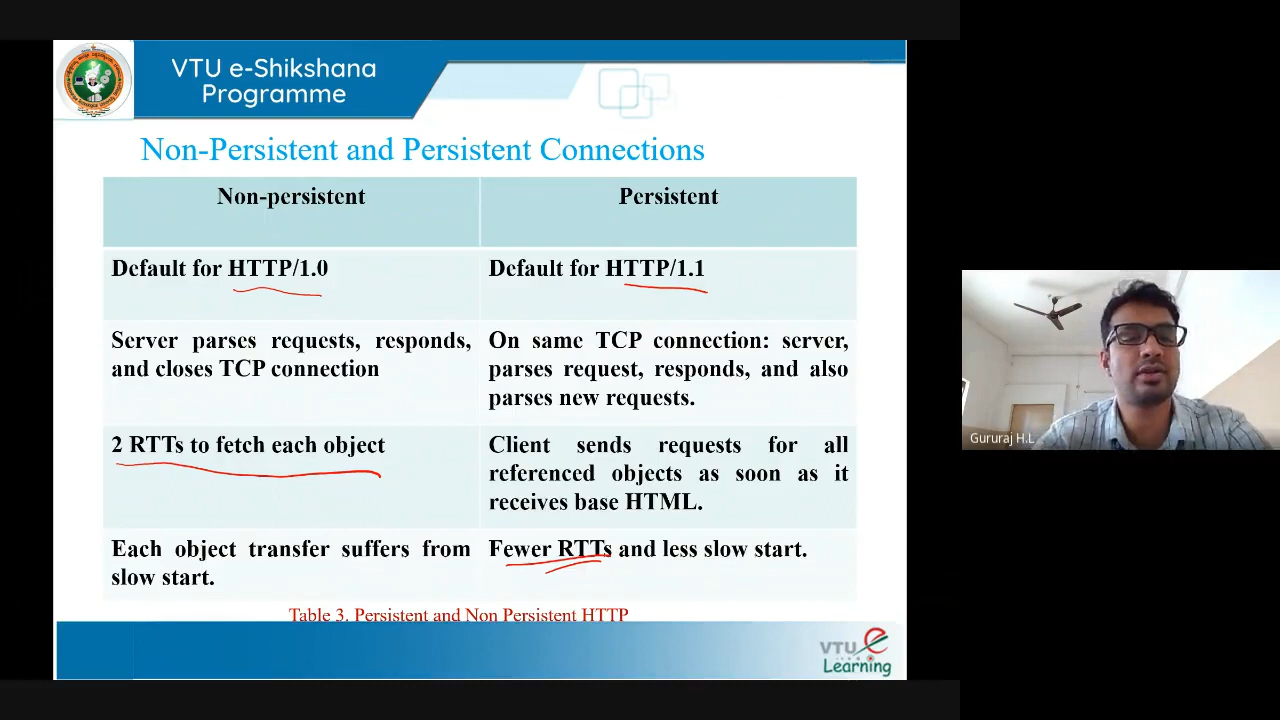 VTU e-Shikshana
Programme
Non-Persistent and Persistent Connections
Non-persistent
Persistent
Default for HTTP/1.0
Default for HTTP/1.1
Server parses requests, responds,
and closes TCP connection
On same TCP connection: server,
parses request, responds, and also
parses new requests.
2 RTTs to fetch each object
Client sends requests for all
referenced objects as soon as it
receives base HTML.
Each object transfer suffers from
slow start.
Fewer RTTs and less slow start.
Table 3. Persistent and Non Persistent HTTP
VTU e
Learning
Gururaj H.L